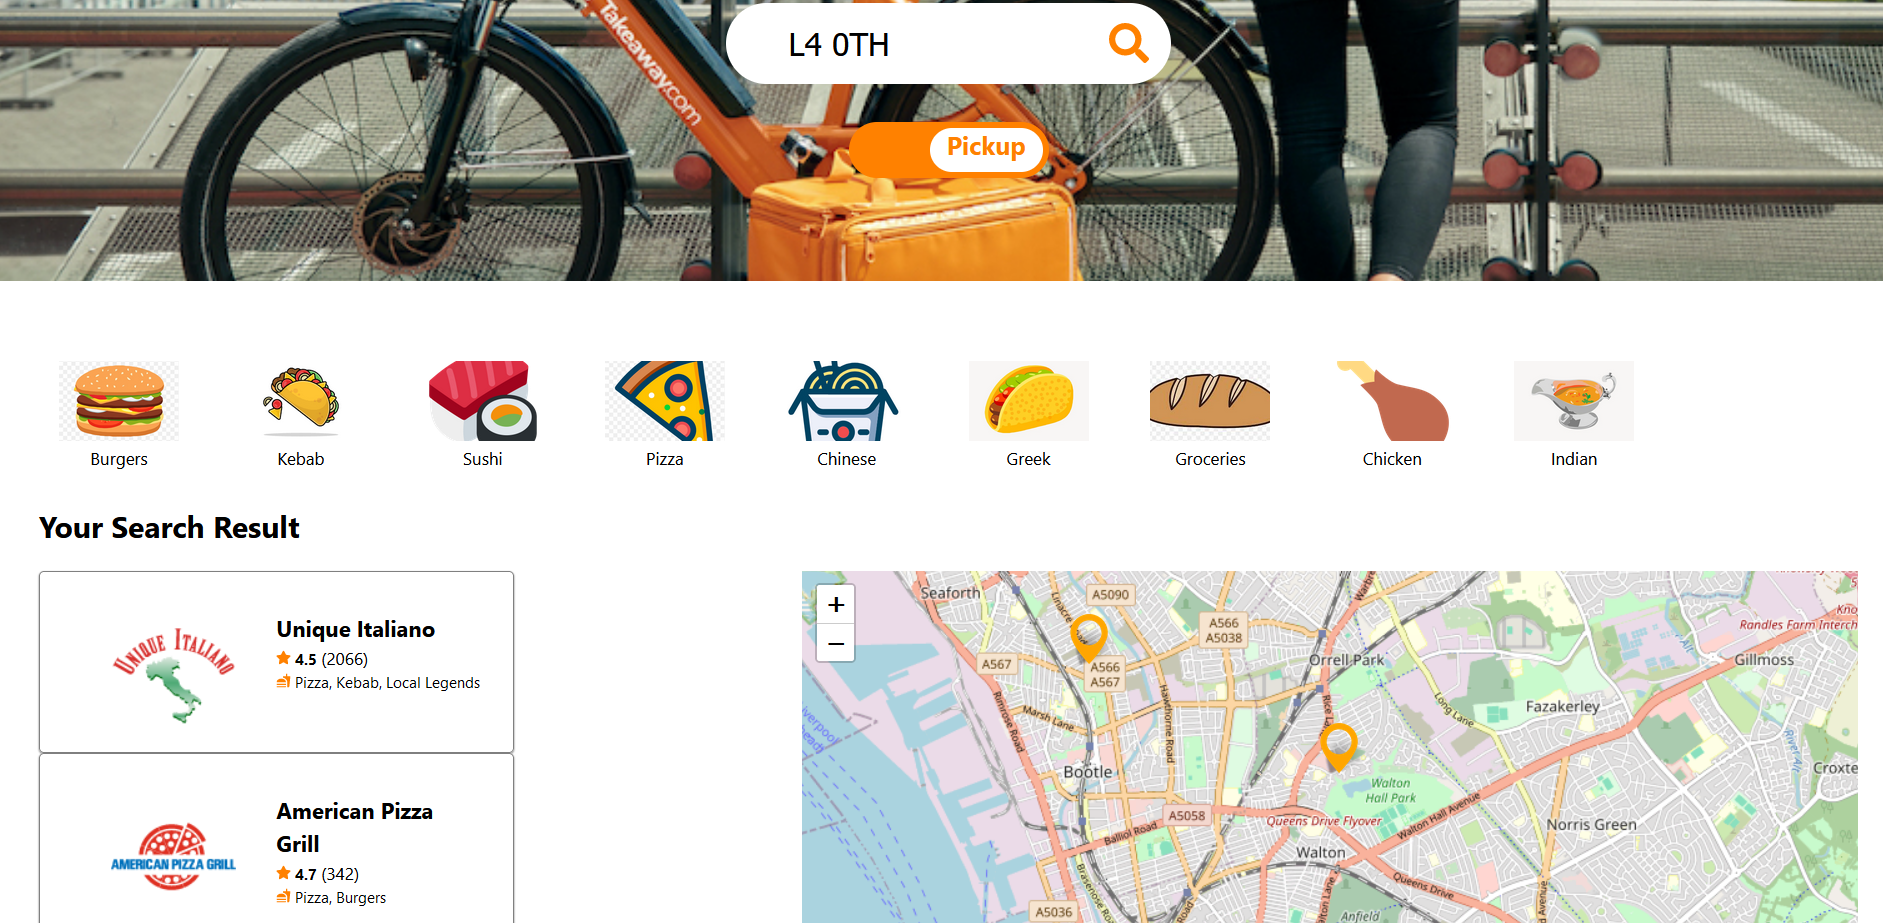 Takeaway.com
L4 0TH
Pickup
Burgers
Kebab
Sushi
Pizza
Chinese
Greek
Groceries
Chicken
Indian
Your Search Result
UNIQUE ITALIANO
Unique Italiano
4.5 (2066)
Pizza, Kebab, Local Legends
AMERICAN PIZZA GRILL
American Pizza
Grill
4.7 (342)
Pizza, Burgers
+
−
Seaforth
A5090
A566
A5038
Randles Farm Interch
Orrell Park
Gillmoss
A567
A566
A567
Marsh Lane
Rimrose Road
Hawthorne Road
Long Lane
Fazakerley
River Alt
Bootle
Croxte
Walton
Hall Park
A5058
Balliol Road
Queens Drive Flyover
Walton Hall Avenue
Norris Green
Walton
Queens Drive
A5036
Anfield